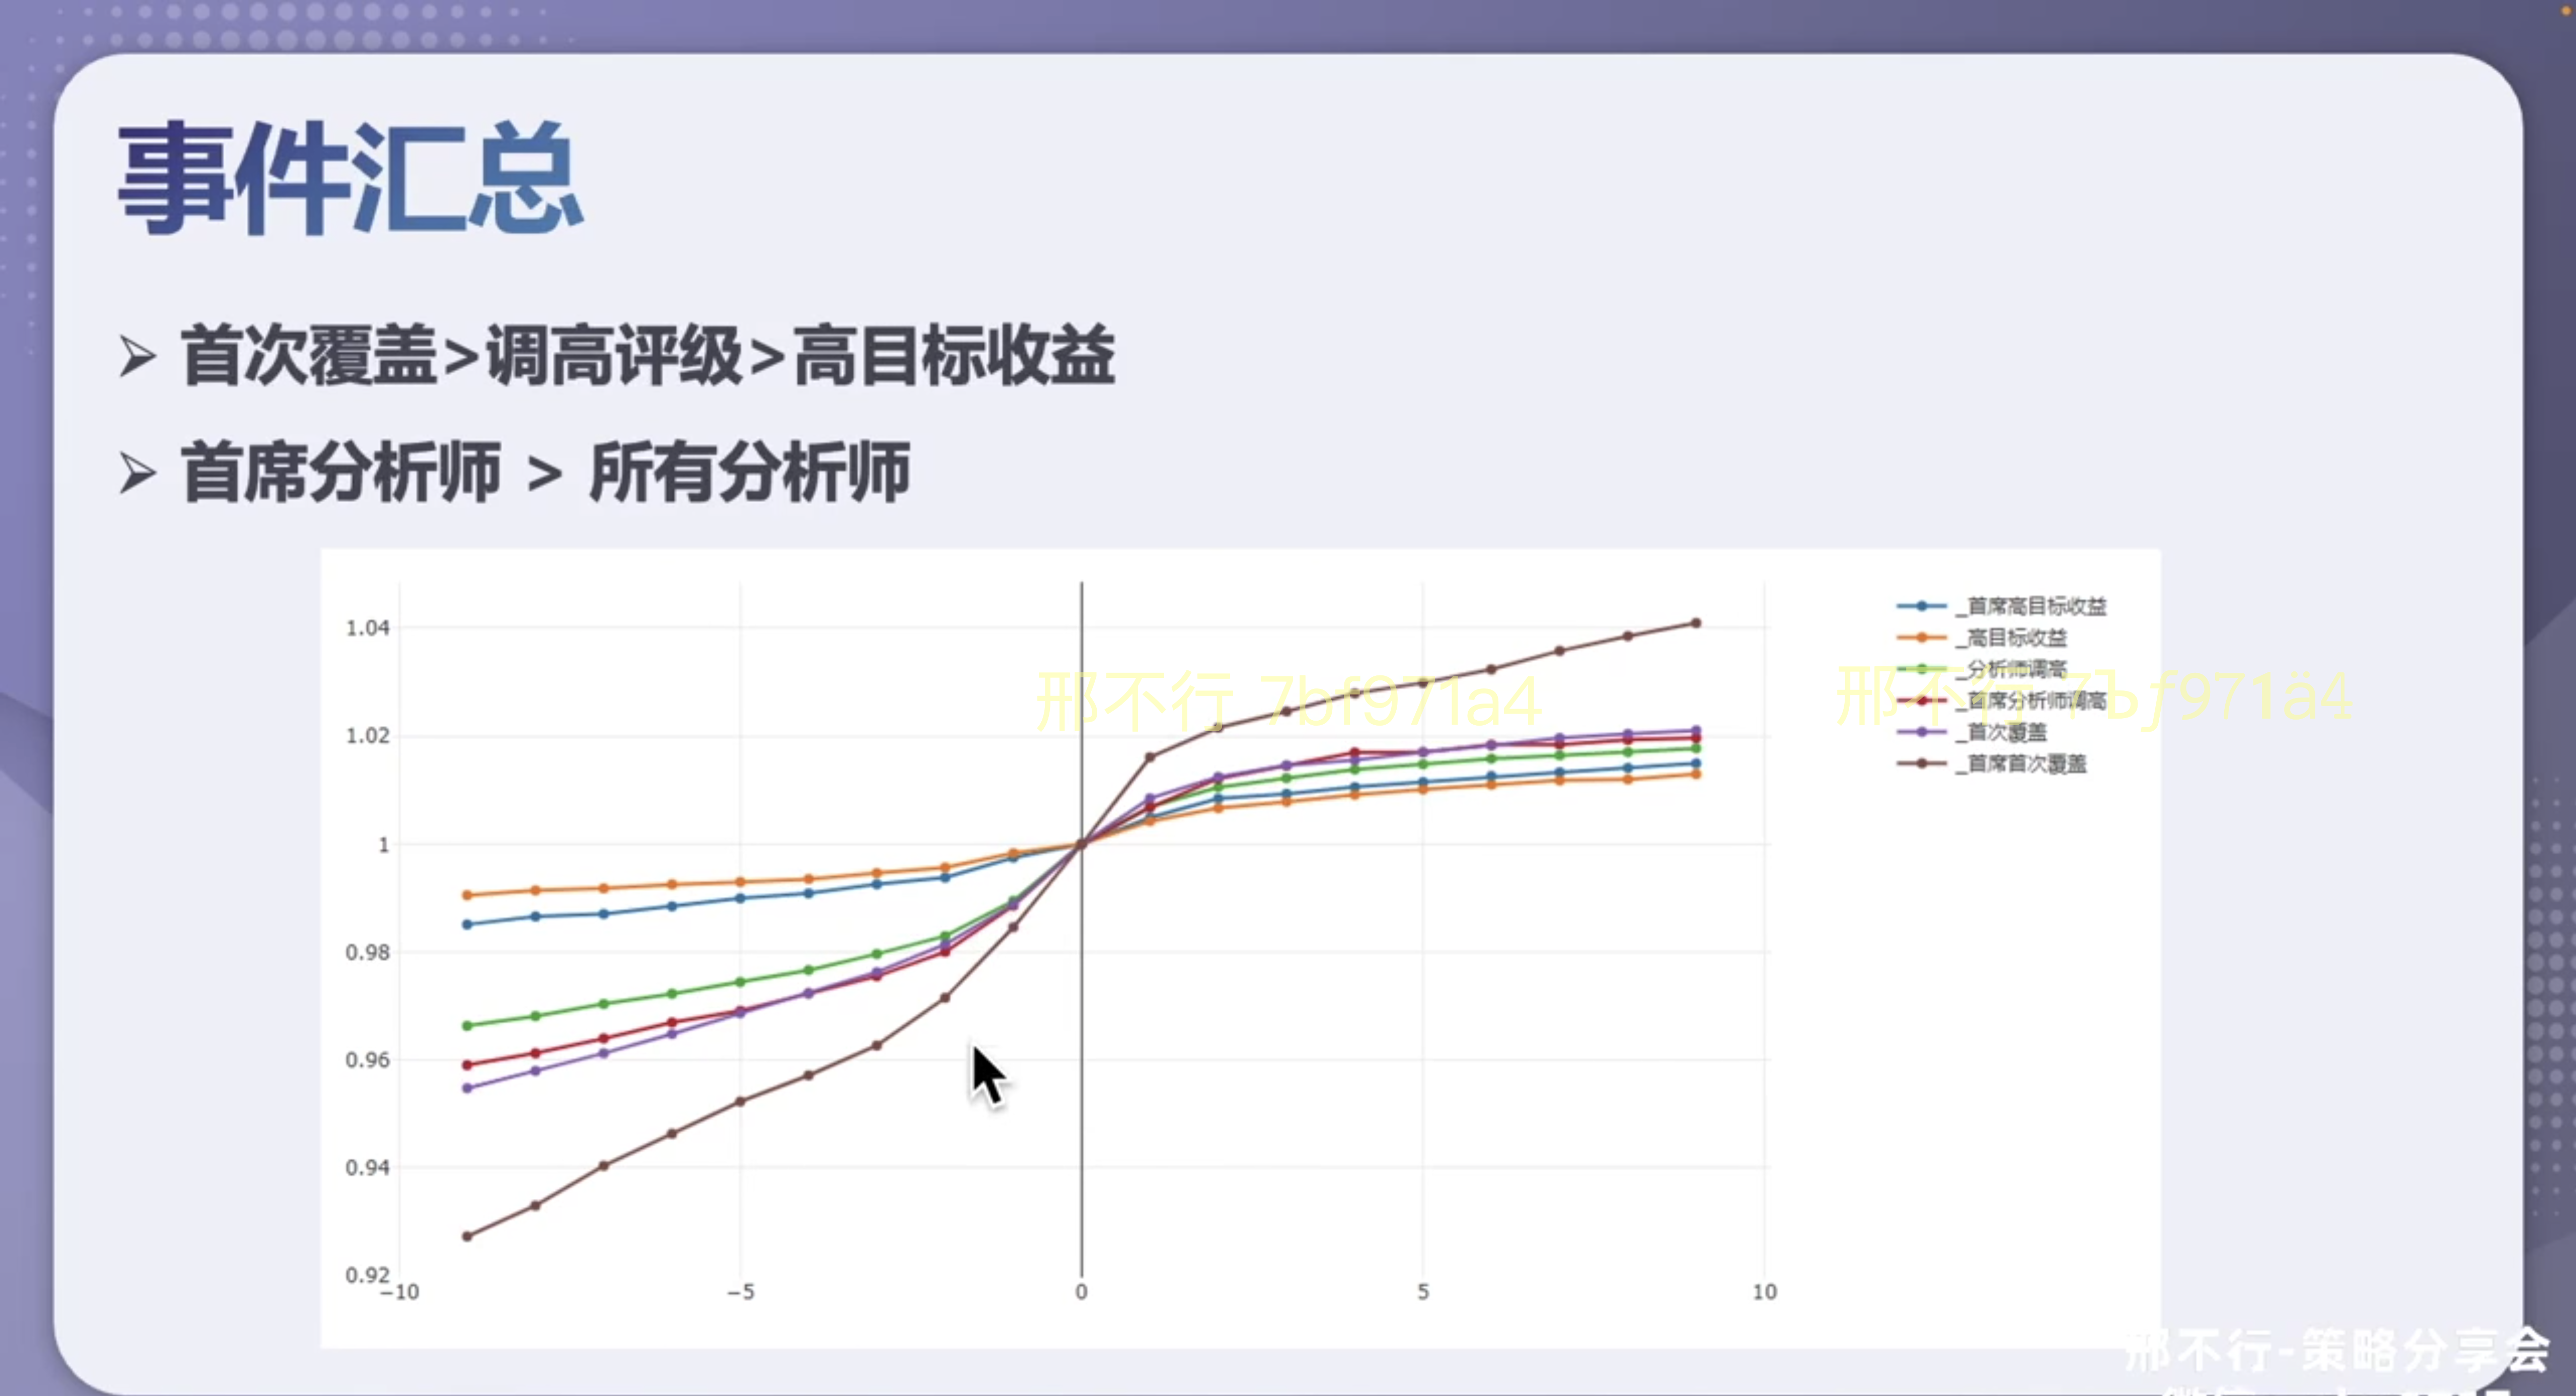 事件汇总
➢ 首次覆盖>调高评级>高目标收益
➢ 首席分析师 > 所有分析师
1.04
1.02
1
0.98
0.96
0.94
0.92
−10
−5
0
5
10
_首席高目标收益
_高目标收益
_分析师调高
_首席分析师调高
_首次覆盖
_首席首次覆盖
邢不行 7bf971a4
邢不行 7bf971a4
邢不行-策略分享会